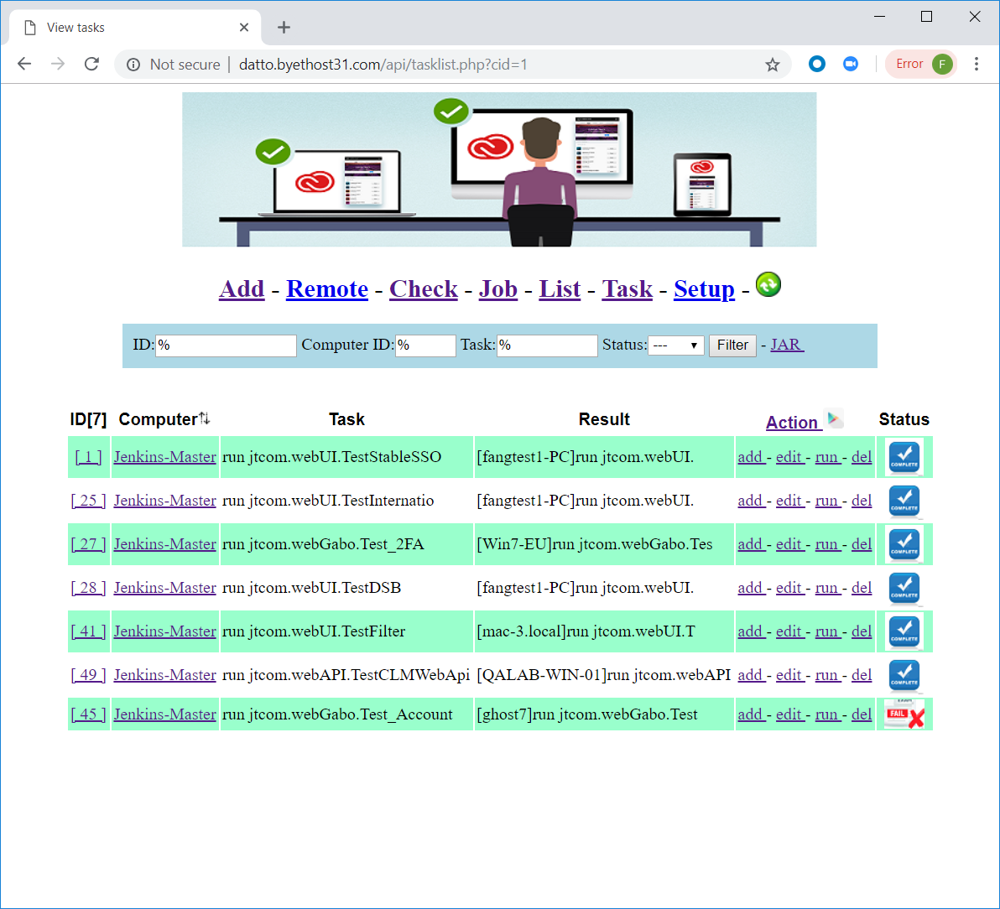 View tasks
Not secure | datto.byethost31.com/api/tasklist.php?cid=1
Error F
Add - Remote - Check - Job - List - Task - Setup -
ID: % Computer ID: % Task: % Status: --- Filter - JAR
ID[7] Computer Task Result Action Status
[ 1 ] Jenkins-Master run jtcom.webUI.TestStableSSO [fangtest1-PC]run jtcom.webUI. add - edit - run - del COMPLETE
[ 25 ] Jenkins-Master run jtcom.webUI.TestInternatio [fangtest1-PC]run jtcom.webUI. add - edit - run - del COMPLETE
[ 27 ] Jenkins-Master run jtcom.webGabo.Test_2FA [Win7-EU]run jtcom.webGabo.Tes add - edit - run - del COMPLETE
[ 28 ] Jenkins-Master run jtcom.webUI.TestDSB [fangtest1-PC]run jtcom.webUI. add - edit - run - del COMPLETE
[ 41 ] Jenkins-Master run jtcom.webUI.TestFilter [mac-3.local]run jtcom.webUI.T add - edit - run - del COMPLETE
[ 49 ] Jenkins-Master run jtcom.webAPI.TestCLMWebApi [QALAB-WIN-01]run jtcom.webAPI add - edit - run - del COMPLETE
[ 45 ] Jenkins-Master run jtcom.webGabo.Test_Account [ghost7]run jtcom.webGabo.Test add - edit - run - del FAIL